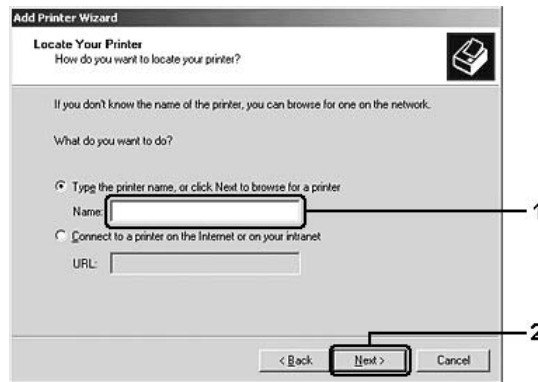 Add Printer Wizard
Locate Your Printer
How do you want to locate your printer?
If you don't know the name of the printer, you can browse for one on the network.
What do you want to do?
Type the printer name, or click Next to browse for a printer
Name:
1
Connect to a printer on the Internet or on your intranet
URL:
2
< Back Next > Cancel